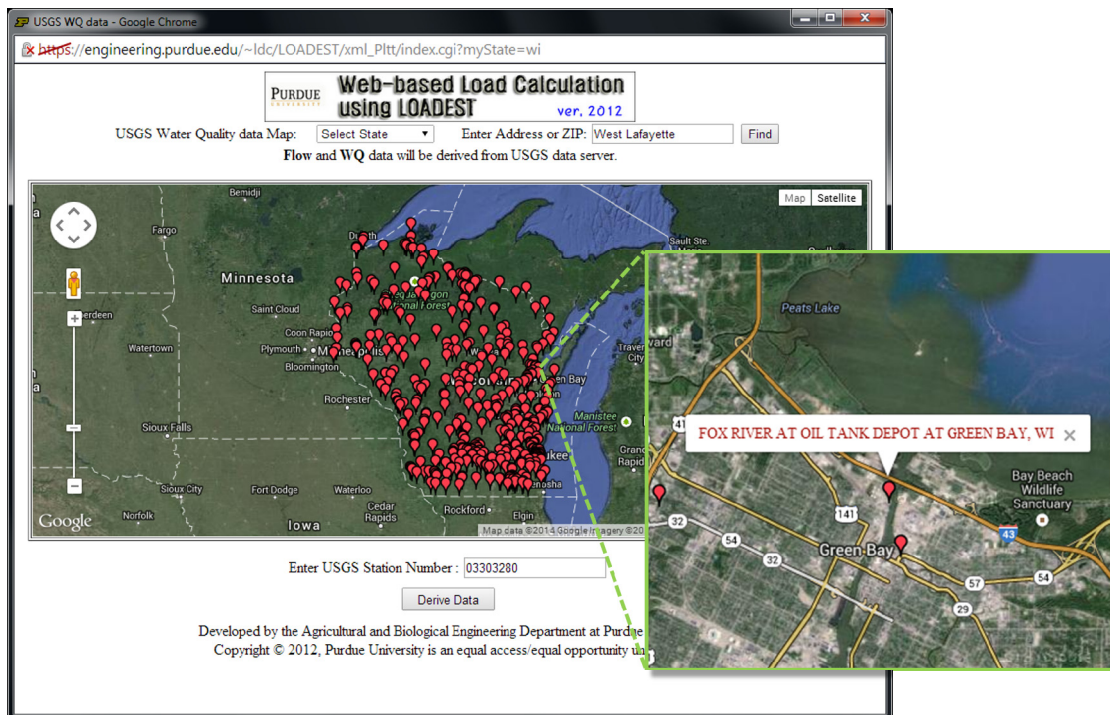 USGS WQ data - Google Chrome
https://engineering.purdue.edu/~ldc/LOADEST/xml_Pltt/index.cgi?myState=wi
PURDUE
UNIVERSITY
Web-based Load Calculation
using LOADEST
ver. 2012
USGS Water Quality data Map: Select State Enter Address or ZIP: West Lafayette Find
Flow and WQ data will be derived from USGS data server.
Map Satellite
Bemidji
Fargo
Sault Ste.
Minnesota
Saint Cloud
Coon Rapids
Watertown
Plymouth
Bloomington
Green Bay
Rochester
Manistee
National Forest
Sioux Falls
Sioux City
Fort Dodge
Waterloo
Cedar
Rapids
Rockford
Elgin
Norfolk
Iowa
Google
Map data ©2014 Google Imagery ©20
Peats Lake
41
FOX RIVER AT OIL TANK DEPOT AT GREEN BAY, WI
Bay Beach
Wildlife
Sanctuary
141
32
54
43
Green Bay
32
57
54
29
Enter USGS Station Number : 03303280
Derive Data
Developed by the Agricultural and Biological Engineering Department at Purdue
Copyright © 2012, Purdue University is an equal access/equal opportunity un